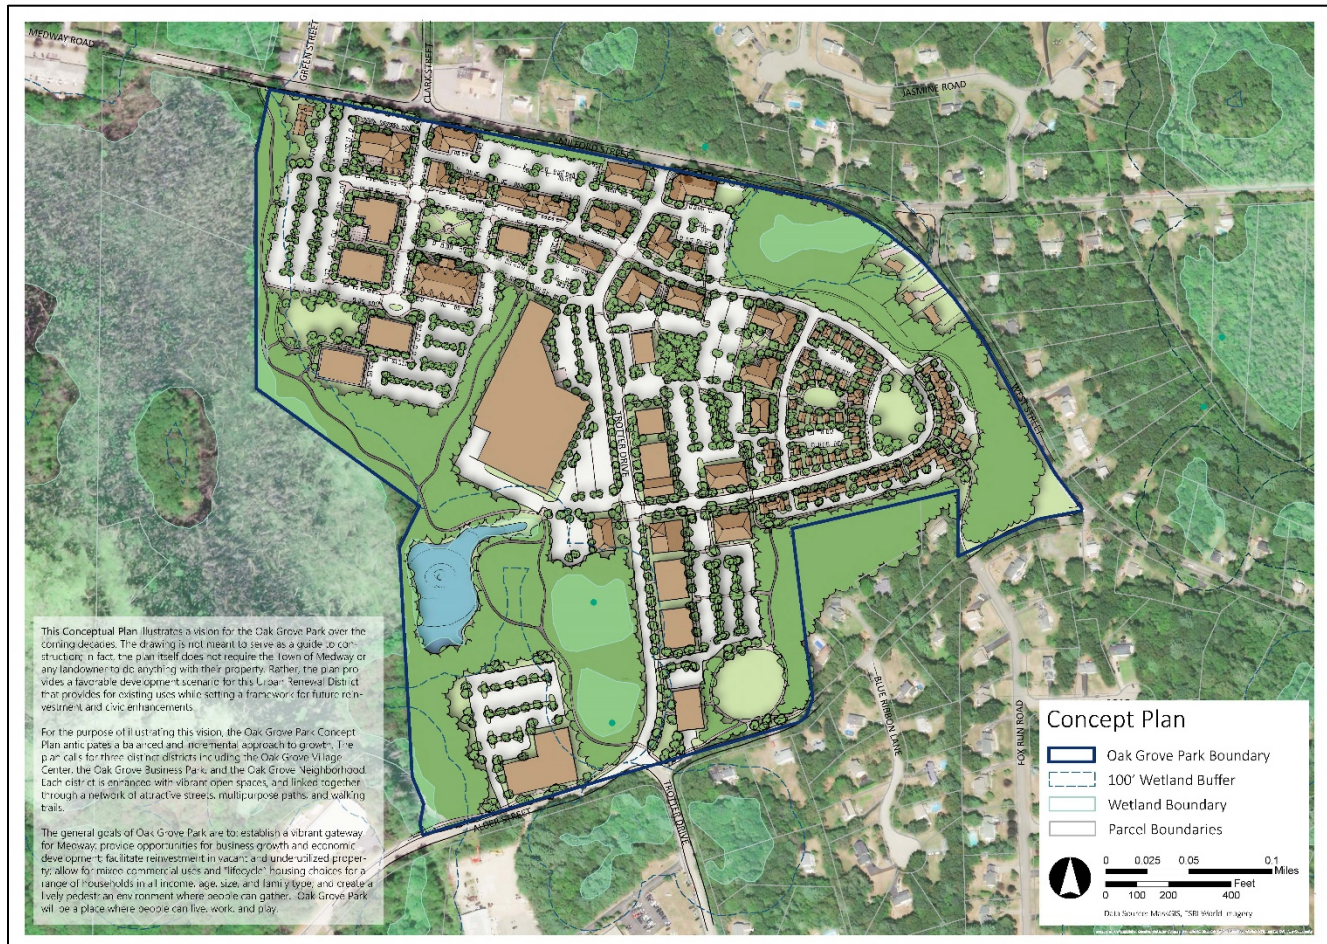 MEDWAY ROAD
GREEN STREET
CLARK STREET
JASMINE ROAD
MILFORD STREET
WEST STREET
TROTTER DRIVE
This Conceptual Plan illustrates a vision for the Oak Grove Park over the
coming decades. The drawing is not meant to serve as a guide to con-
struction; in fact, the plan itself does not require the Town of Medway or
any landowner to do anything with their property. Rather, the plan pro-
vides a favorable development scenario for this Urban Renewal District
that provides for existing uses while setting a framework for future rein-
vestment and civic enhancements.
For the purpose of illustrating this vision, the Oak Grove Park Concept
Plan anticipates a balanced and incremental approach to growth. The
plan calls for three distinct districts including the Oak Grove Village
Center, the Oak Grove Business Park, and the Oak Grove Neighborhood.
Each district is enhanced with vibrant open spaces, and linked together
through a network of attractive streets, multipurpose paths, and walking
trails.
The general goals of Oak Grove Park are to: establish a vibrant gateway
for Medway; provide opportunities for business growth and economic
development; facilitate reinvestment in vacant and underutilized proper-
ty; allow for mixed commercial uses and "lifecycle" housing choices for a
range of households in all income, age, size, and family type; and create a
lively pedestrian environment where people can gather. Oak Grove Park
will be a place where people can live, work, and play.
ALDER STREET
TROTTER DRIVE
BLUE RIBBON LANE
FOX RUN ROAD
Concept Plan
Oak Grove Park Boundary
100' Wetland Buffer
Wetland Boundary
Parcel Boundaries
0 0.025 0.05 0.1
Miles
Feet
0 100 200 400
Data Source: MassGIS, ESRI World Imagery